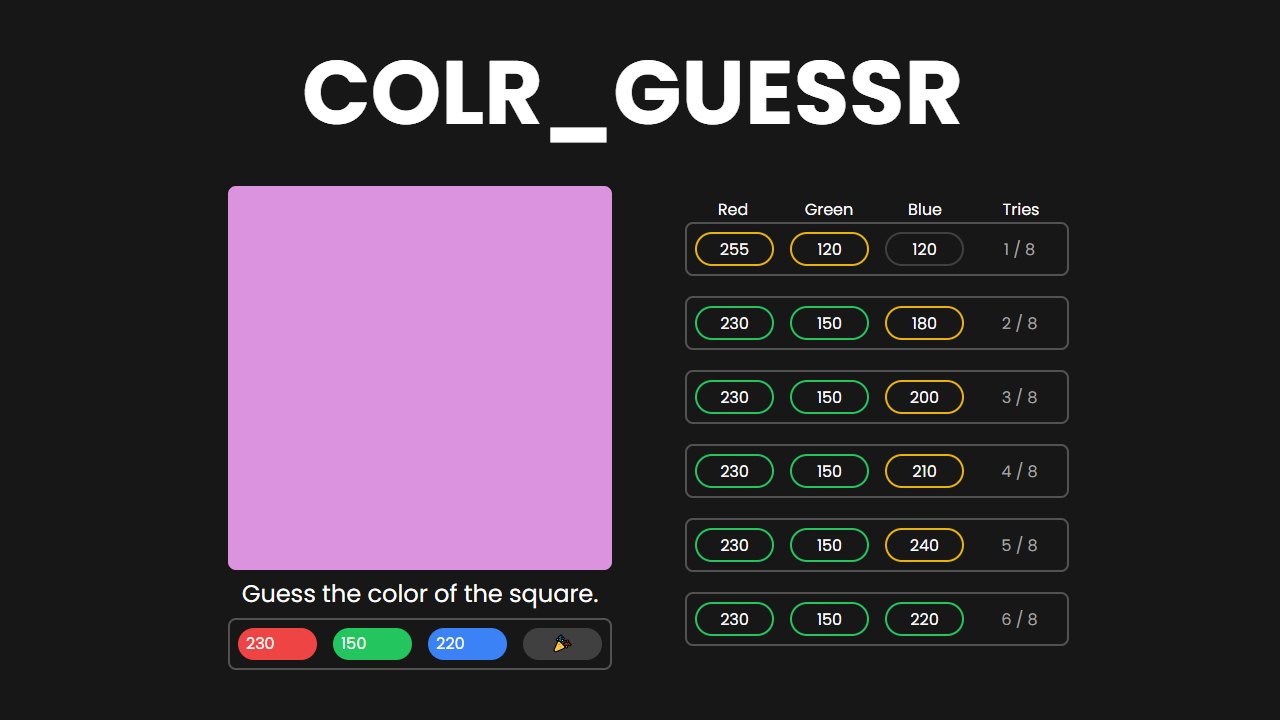 COLR_GUESSR
Guess the color of the square.
230 150 220
Red Green Blue Tries
255 120 120 1 / 8
230 150 180 2 / 8
230 150 200 3 / 8
230 150 210 4 / 8
230 150 240 5 / 8
230 150 220 6 / 8